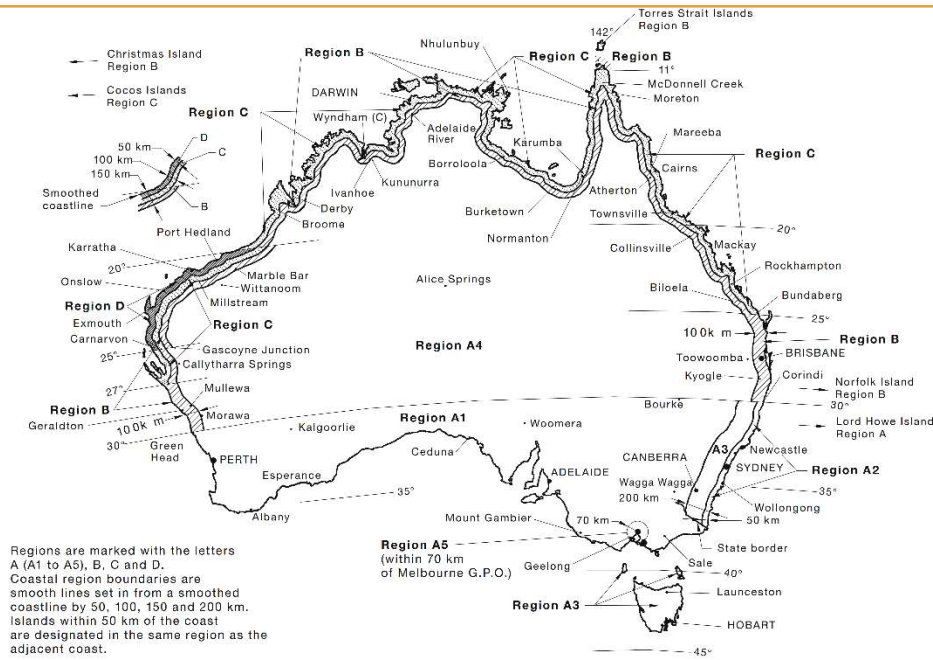 Torres Strait Islands
Region B
142°
Christmas Island
Region B
Cocos Islands
Region C
Nhulunbuy
Region B
Region C
Region B
11°
McDonnell Creek
Moreton
DARWIN
Wyndham (C)
Region C
Adelaide
River
Karumba
Mareeba
Region C
Borroloola
Cairns
50 km
100 km
150 km
D
C
B
Smoothed
coastline
Ivanhoe
Kununurra
Atherton
Derby
Broome
Burketown
Townsville
Port Hedland
Normanton
20°
Collinsville
Mackay
Karratha
20°
Marble Bar
Wittanoom
Alice Springs
Rockhampton
Onslow
Millstream
Biloela
Bundaberg
Region D
Exmouth
Region C
25°
100k m
Region B
Carnarvon
25°
Gascoyne Junction
Callytharra Springs
Region A4
Toowoomba
BRISBANE
Kyogle
Corindi
27°
Mullewa
Norfolk Island
Region B
Region B
Geraldton
100k m
Morawa
Region A1
Bourke
30°
30°
Green
Head
Kalgoorlie
Woomera
Lord Howe Island
Region A
Ceduna
A3
Newcastle
PERTH
CANBERRA
SYDNEY
Region A2
Esperance
ADELAIDE
Wagga Wagga
200 km
35°
35°
Wollongong
Albany
Mount Gambier
70 km
50 km
Region A5
(within 70 km
of Melbourne G.P.O.)
Geelong
State border
Sale
40°
Launceston
Region A3
HOBART
45°
Regions are marked with the letters
A (A1 to A5), B, C and D.
Coastal region boundaries are
smooth lines set in from a smoothed
coastline by 50, 100, 150 and 200 km.
Islands within 50 km of the coast
are designated in the same region as the
adjacent coast.